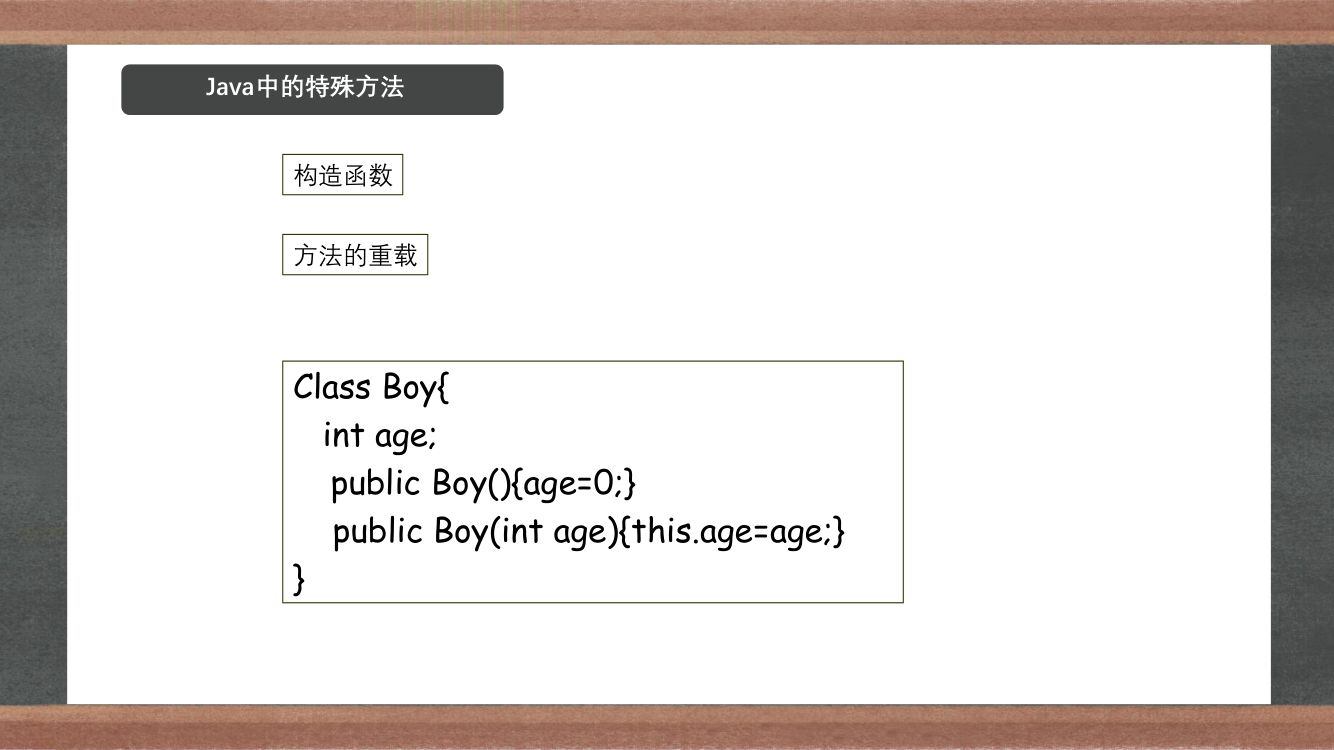 Java中的特殊方法
构造函数
方法的重载
Class Boy{
int age;
public Boy(){age=0;}
public Boy(int age){this.age=age;}
}